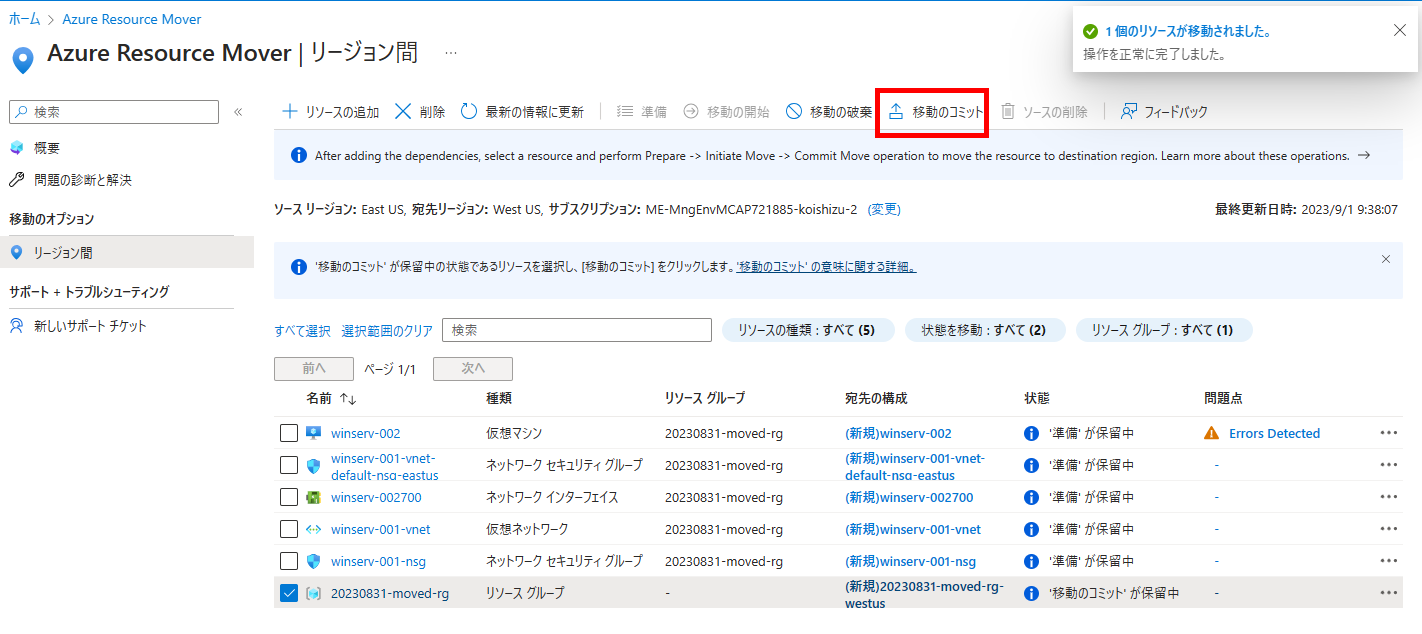 ホーム > Azure Resource Mover
Azure Resource Mover | リージョン間 ...
1 個のリソースが移動されました。
操作を正常に完了しました。
検索 «
概要
問題の診断と解決
移動のオプション
リージョン間
サポート + トラブルシューティング
新しいサポート チケット
リソースの追加 削除 最新の情報に更新 準備 移動の開始 移動の破棄 移動のコミット ソースの削除 フィードバック
After adding the dependencies, select a resource and perform Prepare -> Initiate Move -> Commit Move operation to move the resource to destination region. Learn more about these operations. →
ソース リージョン: East US, 宛先リージョン: West US, サブスクリプション: ME-MngEnvMCAP721885-koishizu-2 (変更) 最終更新日時: 2023/9/1 9:38:07
'移動のコミット' が保留中の状態であるリソースを選択し、[移動のコミット] をクリックします。'移動のコミット' の意味に関する詳細。
すべて選択 選択範囲のクリア 検索 リソースの種類 : すべて (5) 状態を移動 : すべて (2) リソース グループ : すべて (1)
前へ ページ 1/1 次へ
名前 ↑↓ 種類 リソース グループ 宛先の構成 状態 問題点
winserv-002 仮想マシン 20230831-moved-rg (新規)winserv-002 '準備' が保留中 Errors Detected ...
winserv-001-vnet- ネットワーク セキュリティ グループ 20230831-moved-rg (新規)winserv-001-vnet- '準備' が保留中 - ...
default-nsg-eastus default-nsg-eastus
winserv-002700 ネットワーク インターフェイス 20230831-moved-rg (新規)winserv-002700 '準備' が保留中 - ...
winserv-001-vnet 仮想ネットワーク 20230831-moved-rg (新規)winserv-001-vnet '準備' が保留中 - ...
winserv-001-nsg ネットワーク セキュリティ グループ 20230831-moved-rg (新規)winserv-001-nsg '準備' が保留中 - ...
20230831-moved-rg リソース グループ - (新規)20230831-moved-rg- '移動のコミット' が保留中 - ...
westus